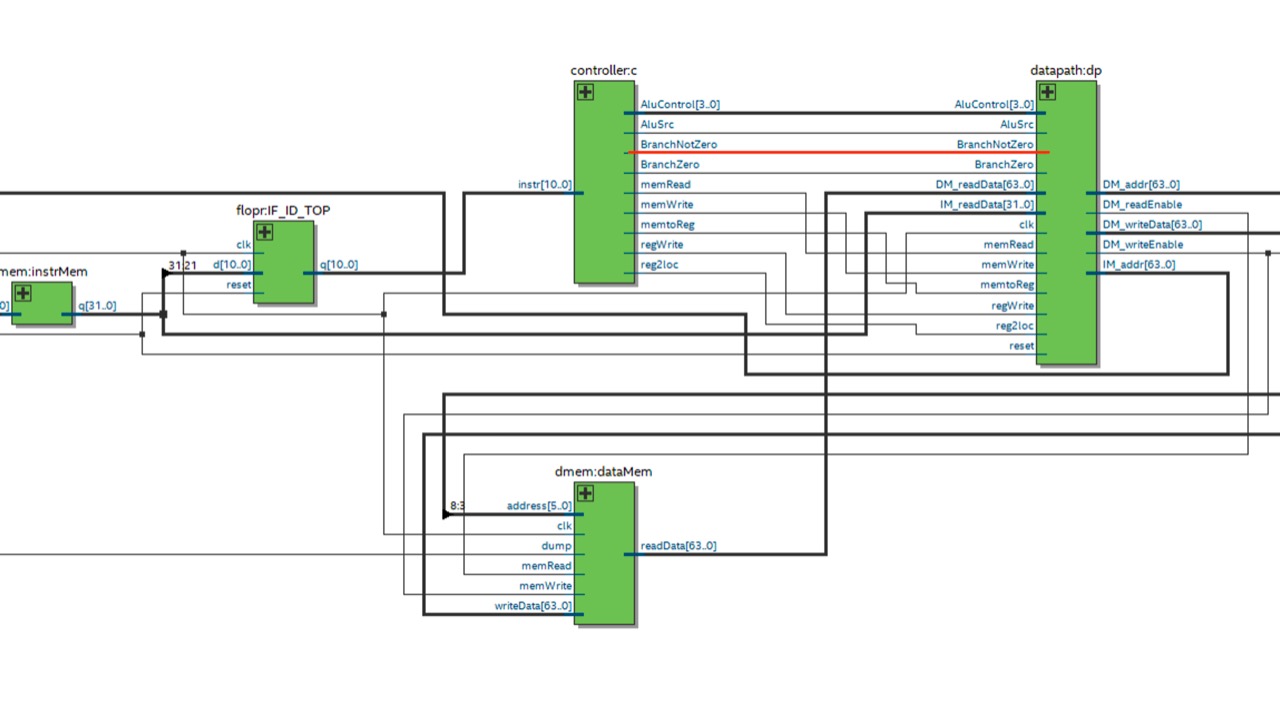 controller:c
datapath:dp
AluControl[3..0]
AluControl[3..0]
AluSrc
AluSrc
BranchNotZero
BranchNotZero
BranchZero
BranchZero
instr[10..0]
memRead
DM_readData[63..0]
DM_addr[63..0]
memWrite
IM_readData[31..0]
DM_readEnable
flopr:IF_ID_TOP
memtoReg
clk
DM_writeData[63..0]
clk
regWrite
memRead
DM_writeEnable
31:21
d[10..0]
q[10..0]
reg2loc
memWrite
IM_addr[63..0]
mem:instrMem
reset
memtoReg
0]
q[31..0]
regWrite
reg2loc
reset
dmem:dataMem
8:3
address[5..0]
clk
dump
readData[63..0]
memRead
memWrite
writeData[63..0]